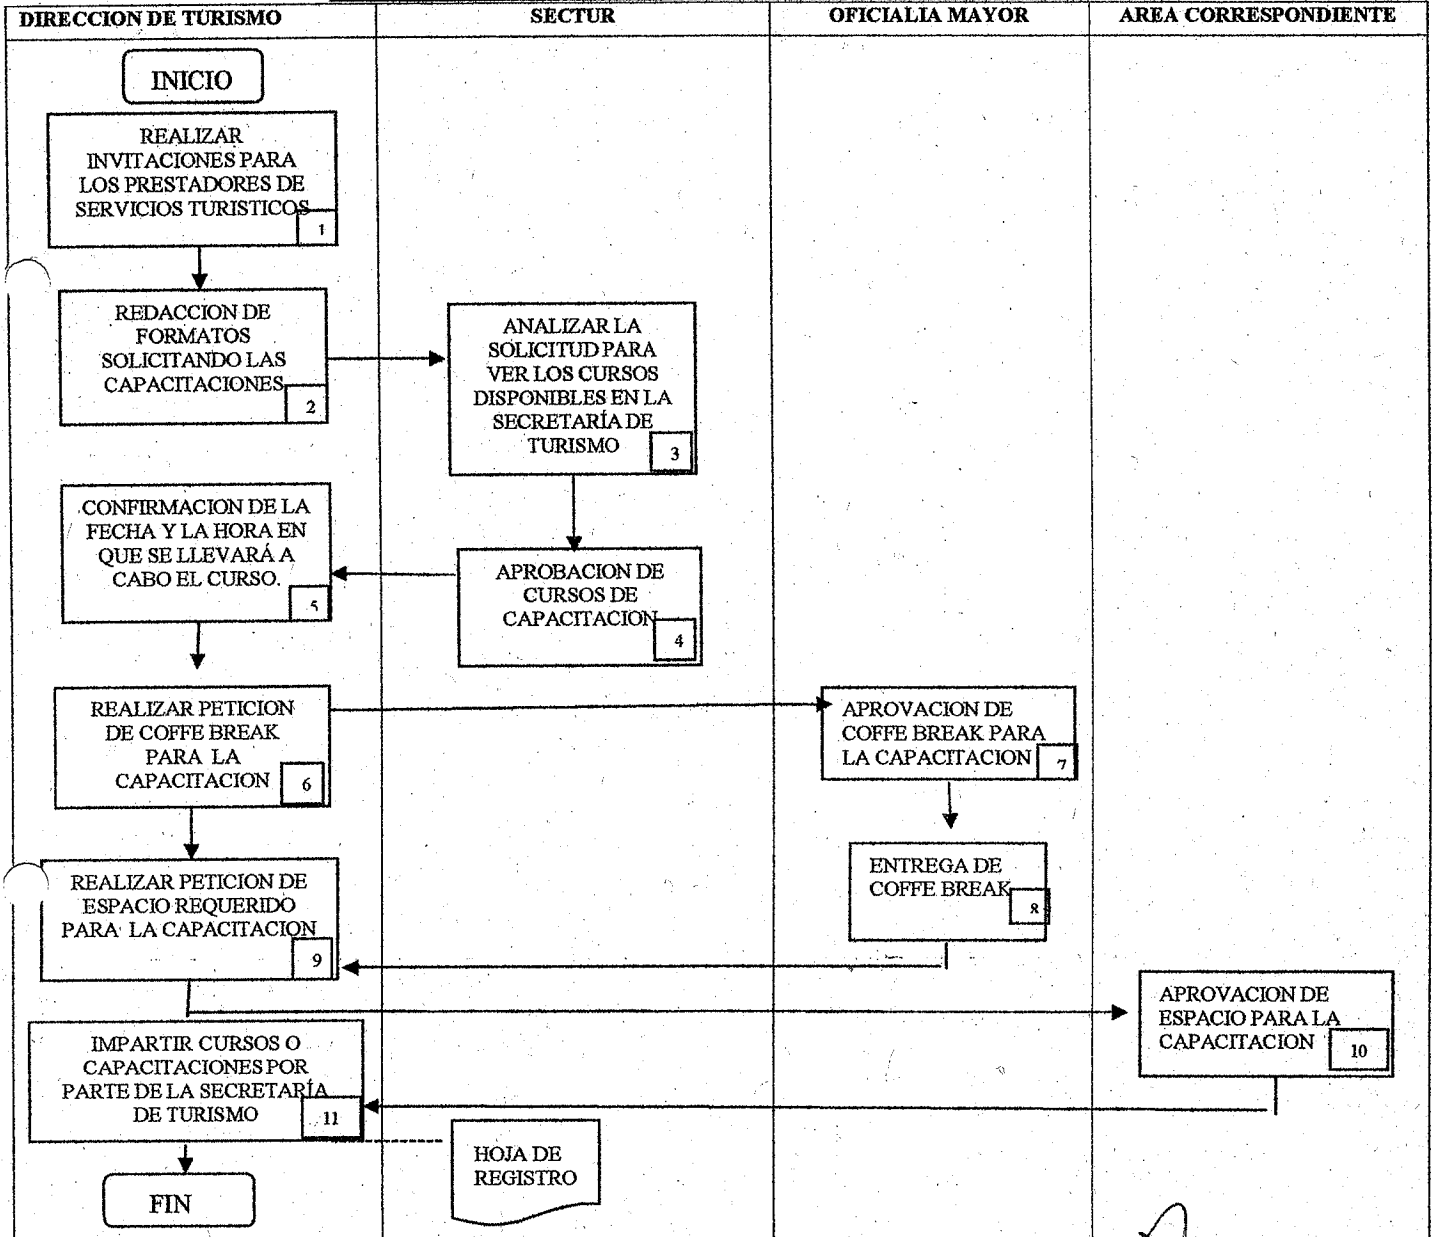 DIRECCION DE TURISMO
SECTUR
OFICIALIA MAYOR
AREA CORRESPONDIENTE
INICIO
REALIZAR
INVITACIONES PARA
LOS PRESTADORES DE
SERVICIOS TURISTICOS
1
REDACCION DE
FORMATOS
SOLICITANDO LAS
CAPACITACIONES
2
ANALIZAR LA
SOLICITUD PARA
VER LOS CURSOS
DISPONIBLES EN LA
SECRETARÍA DE
TURISMO
3
APROBACION DE
CURSOS DE
CAPACITACION
4
CONFIRMACION DE LA
FECHA Y LA HORA EN
QUE SE LLEVARÁ A
CABO EL CURSO.
5
REALIZAR PETICION
DE COFFE BREAK
PARA LA
CAPACITACION
6
APROVACION DE
COFFE BREAK PARA
LA CAPACITACION
7
ENTREGA DE
COFFE BREAK
8
REALIZAR PETICION DE
ESPACIO REQUERIDO
PARA LA CAPACITACION
9
APROVACION DE
ESPACIO PARA LA
CAPACITACION
10
IMPARTIR CURSOS O
CAPACITACIONES POR
PARTE DE LA SECRETARÍA
DE TURISMO
11
HOJA DE
REGISTRO
FIN